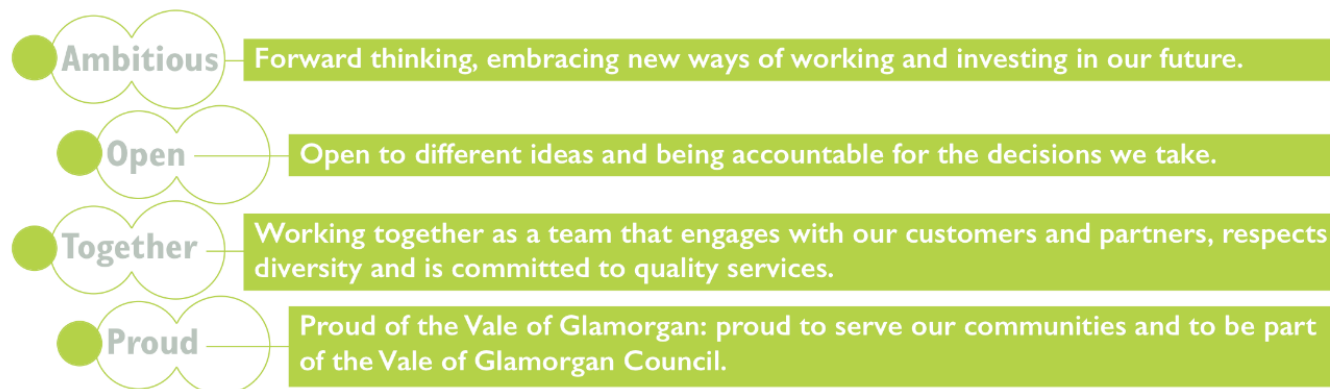 Ambitious
Forward thinking, embracing new ways of working and investing in our future.
Open
Open to different ideas and being accountable for the decisions we take.
Together
Working together as a team that engages with our customers and partners, respects
diversity and is committed to quality services.
Proud
Proud of the Vale of Glamorgan: proud to serve our communities and to be part
of the Vale of Glamorgan Council.